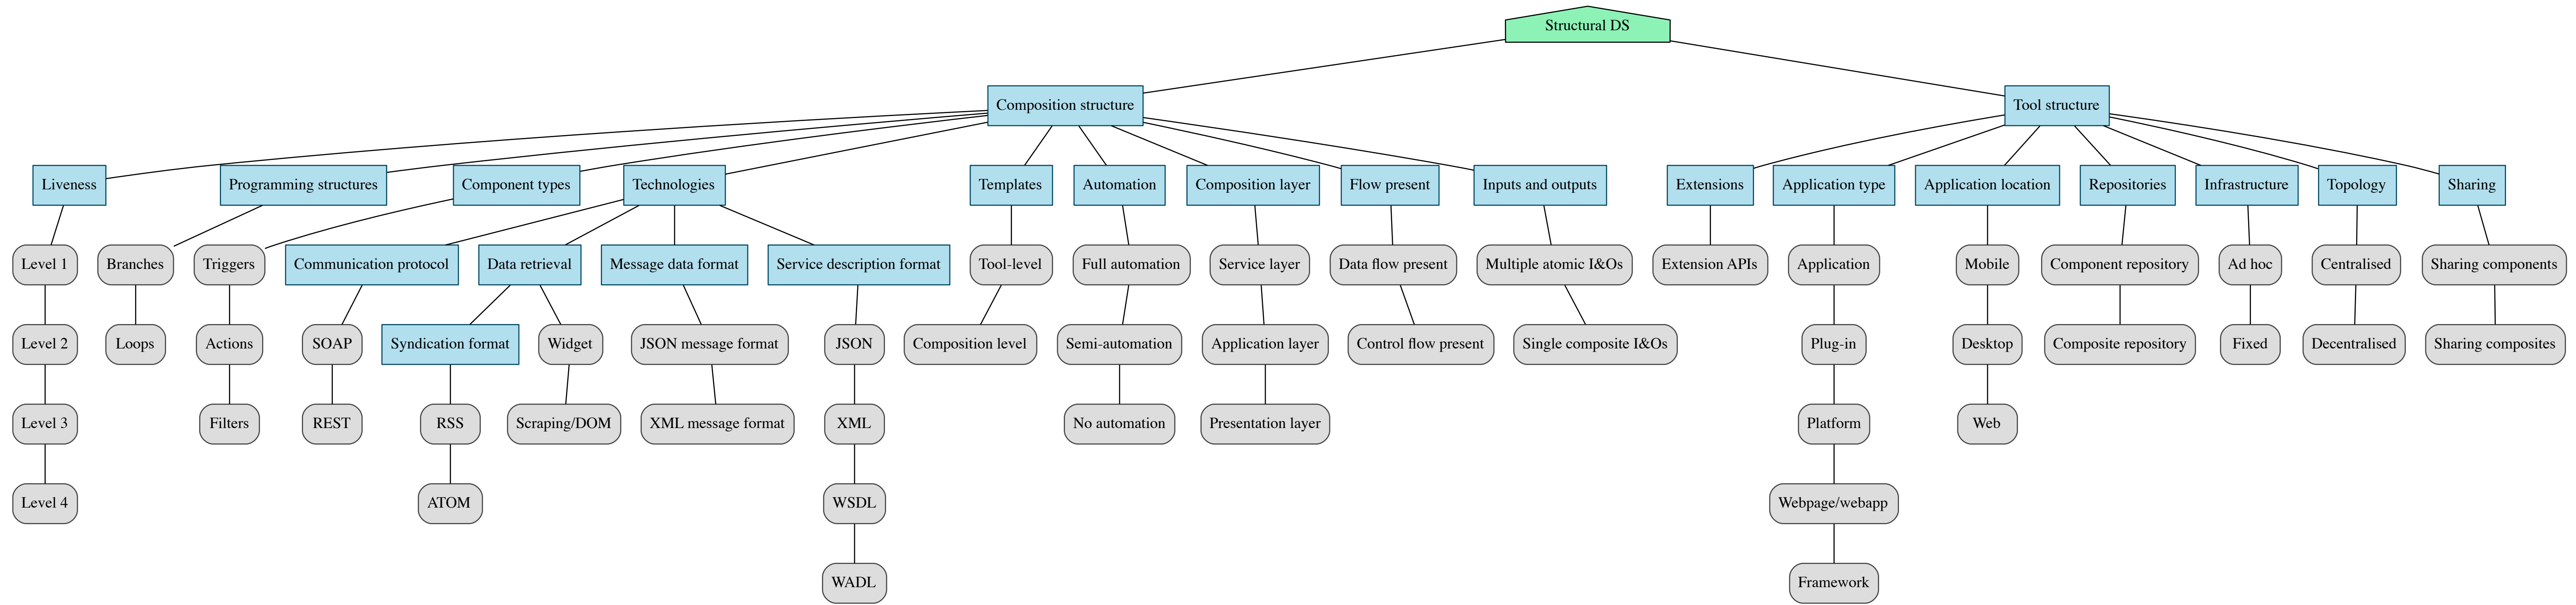 Structural DS
Composition structure
Tool structure
Liveness
Programming structures
Component types
Technologies
Templates
Automation
Composition layer
Flow present
Inputs and outputs
Extensions
Application type
Application location
Repositories
Infrastructure
Topology
Sharing
Level 1
Branches
Triggers
Communication protocol
Data retrieval
Message data format
Service description format
Tool-level
Full automation
Service layer
Data flow present
Multiple atomic I&Os
Extension APIs
Application
Mobile
Component repository
Ad hoc
Centralised
Sharing components
Level 2
Loops
Actions
SOAP
Syndication format
Widget
JSON message format
JSON
Composition level
Semi-automation
Application layer
Control flow present
Single composite I&Os
Plug-in
Desktop
Composite repository
Fixed
Decentralised
Sharing composites
Level 3
Filters
REST
RSS
Scraping/DOM
XML message format
XML
No automation
Presentation layer
Platform
Web
Level 4
ATOM
WSDL
Webpage/webapp
WADL
Framework